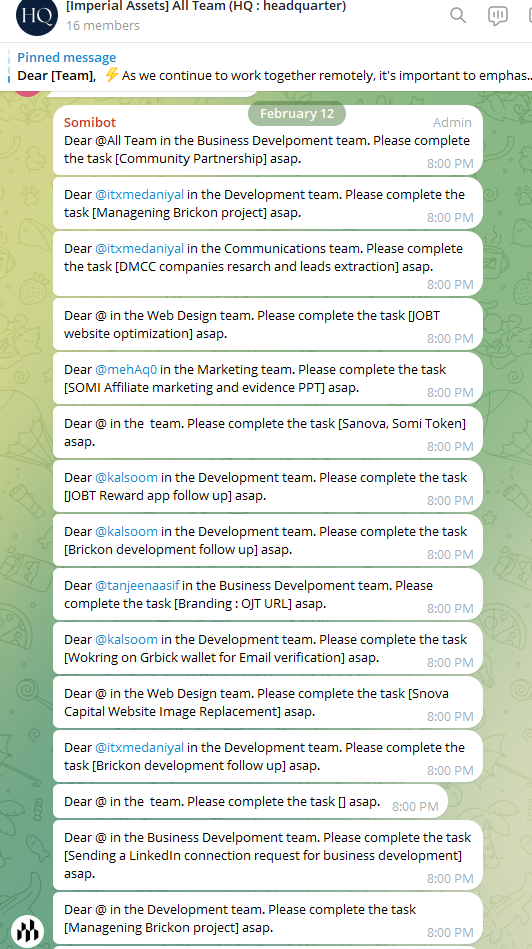 HQ
[Imperial Assets] All Team (HQ : headquarter)
16 members
Pinned message
Dear [Team], ⚡ As we continue to work together remotely, it's important to emphas...
February 12
Somibot Admin
Dear @All Team in the Business Develpoment team. Please complete
the task [Community Partnership] asap.
8:00 PM
Dear @itxmedaniyal in the Development team. Please complete the
task [Managening Brickon project] asap.
8:00 PM
Dear @itxmedaniyal in the Communications team. Please complete
the task [DMCC companies resarch and leads extraction] asap.
8:00 PM
Dear @ in the Web Design team. Please complete the task [JOBT
website optimization] asap.
8:00 PM
Dear @mehAq0 in the Marketing team. Please complete the task
[SOMI Affiliate marketing and evidence PPT] asap.
8:00 PM
Dear @ in the  team. Please complete the task [Sanova, Somi Token]
asap.
8:00 PM
Dear @kalsoom in the Development team. Please complete the task
[JOBT Reward app follow up] asap.
8:00 PM
Dear @kalsoom in the Development team. Please complete the task
[Brickon development follow up] asap.
8:00 PM
Dear @tanjeenaasif in the Business Develpoment team. Please
complete the task [Branding : OJT URL] asap.
8:00 PM
Dear @kalsoom in the Development team. Please complete the task
[Wokring on Grbick wallet for Email verification] asap.
8:00 PM
Dear @ in the Web Design team. Please complete the task [Snova
Capital Website Image Replacement] asap.
8:00 PM
Dear @itxmedaniyal in the Development team. Please complete the
task [Brickon development follow up] asap.
8:00 PM
Dear @ in the  team. Please complete the task [] asap.
8:00 PM
Dear @ in the Business Develpoment team. Please complete the task
[Sending a LinkedIn connection request for business development]
asap.
8:00 PM
Dear @ in the Development team. Please complete the task
[Managening Brickon project] asap.
8:00 PM